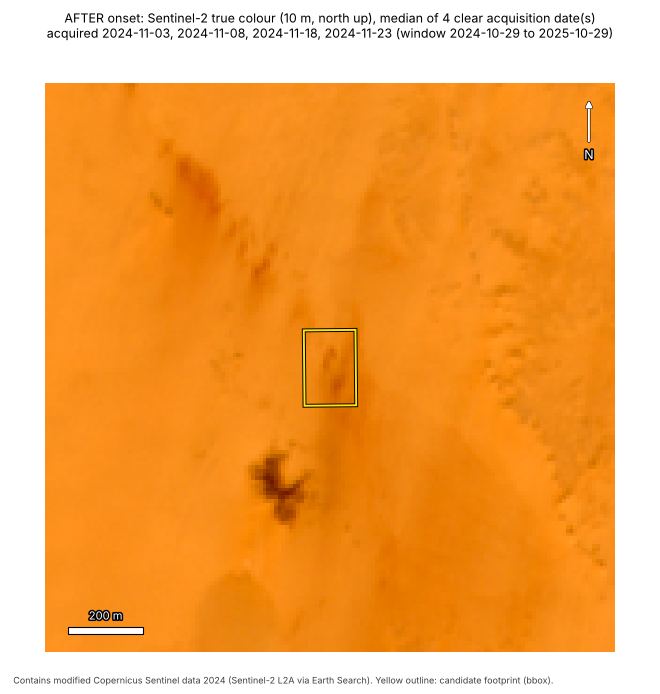 AFTER onset: Sentinel-2 true colour (10 m, north up), median of 4 clear acquisition date(s)
acquired 2024-11-03, 2024-11-08, 2024-11-18, 2024-11-23 (window 2024-10-29 to 2025-10-29)
N
200 m
Contains modified Copernicus Sentinel data 2024 (Sentinel-2 L2A via Earth Search). Yellow outline: candidate footprint (bbox).